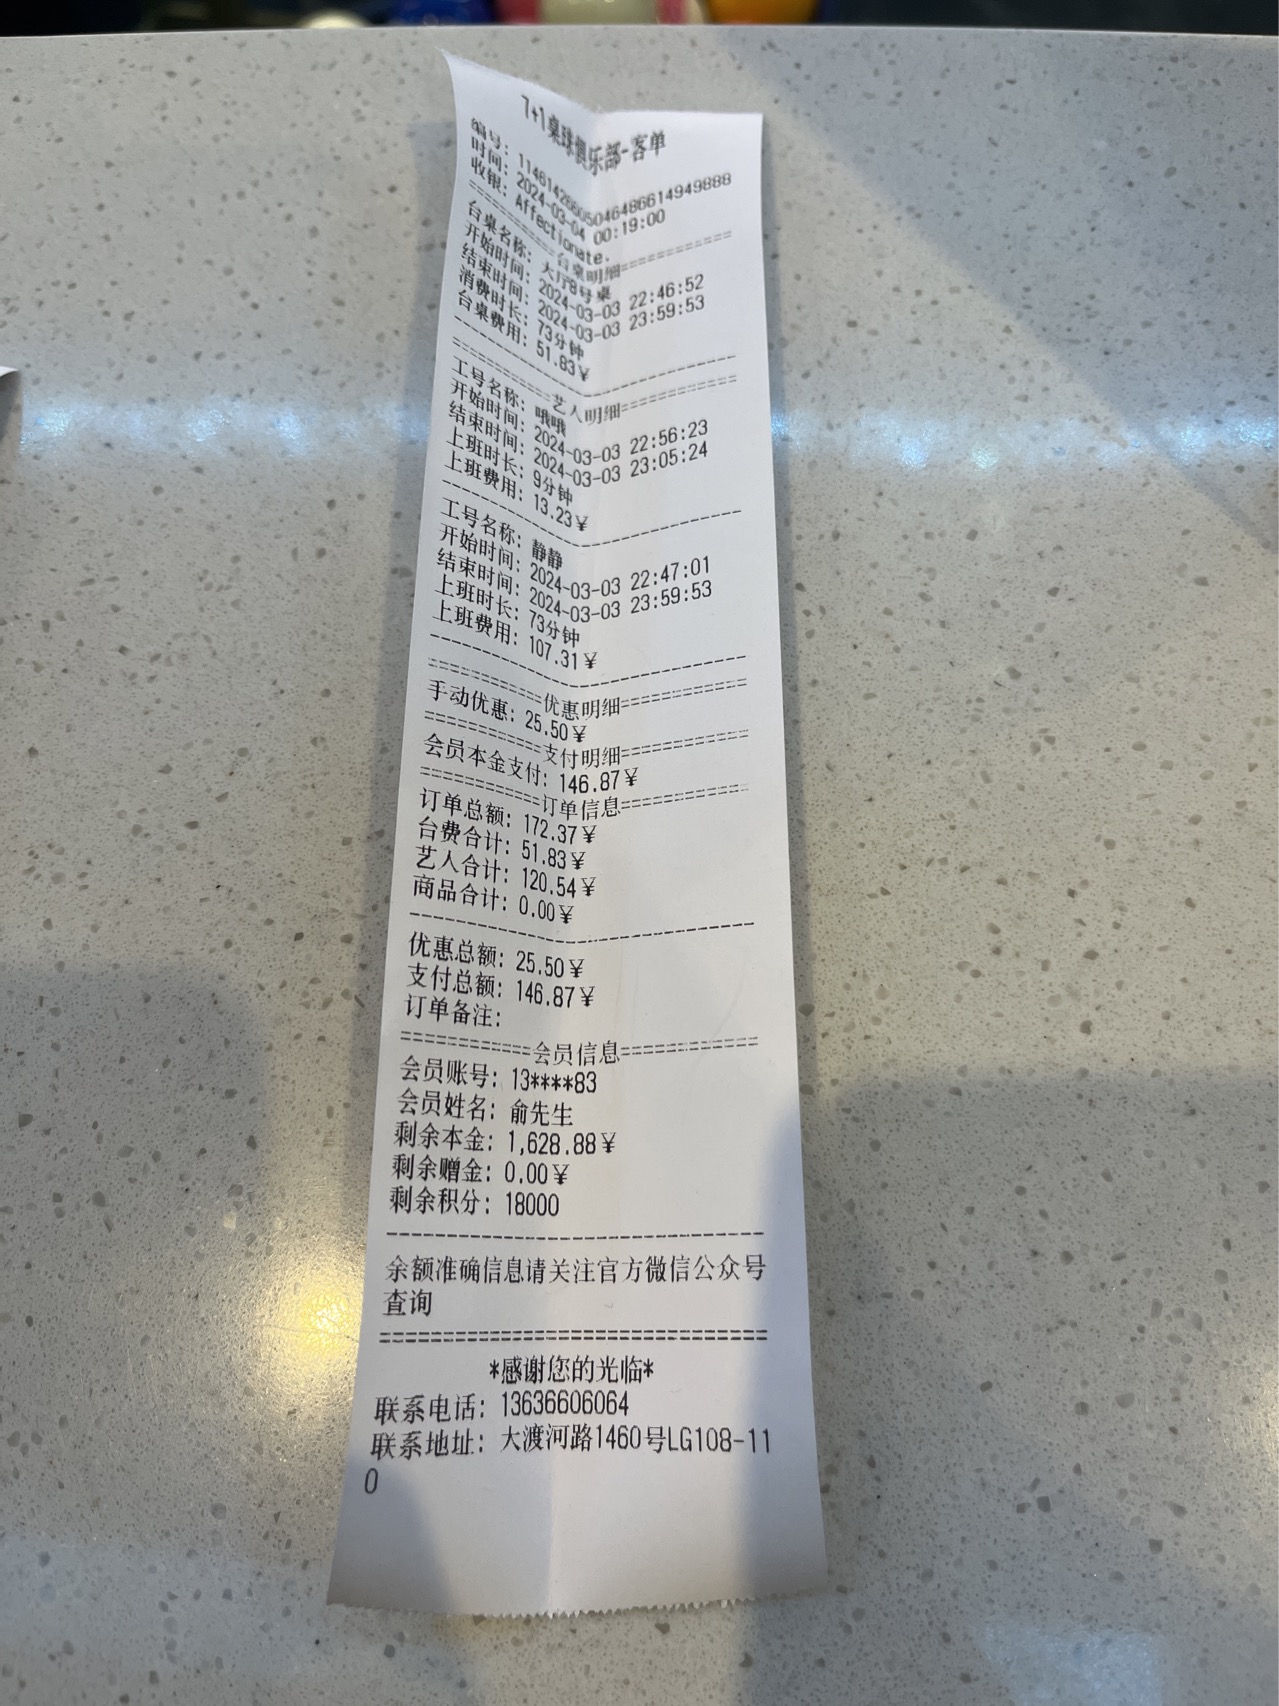 7+1桌球俱乐部-客单
编号: 1146142660504648661494988​8
时间: 2024-03-04 00:19:00
收银: Affectionate.
==========台桌明细==========
台桌名称: 大厅8号桌
开始时间: 2024-03-03 22:46:52
结束时间: 2024-03-03 23:59:53
消费时长: 73分钟
台桌费用: 51.83¥
--------------------------------
==========艺人明细==========
工号名称: 哦哦
开始时间: 2024-03-03 22:56:23
结束时间: 2024-03-03 23:05:24
上班时长: 9分钟
上班费用: 13.23¥
--------------------------------
工号名称: 静静
开始时间: 2024-03-03 22:47:01
结束时间: 2024-03-03 23:59:53
上班时长: 73分钟
上班费用: 107.31¥
--------------------------------
==========优惠明细==========
手动优惠: 25.50¥
==========支付明细==========
会员本金支付: 146.87¥
==========订单信息==========
订单总额: 172.37¥
台费合计: 51.83¥
艺人合计: 120.54¥
商品合计: 0.00¥
--------------------------------
优惠总额: 25.50¥
支付总额: 146.87¥
订单备注:
==========会员信息==========
会员账号: 13****83
会员姓名: 俞先生
剩余本金: 1,628.88¥
剩余赠金: 0.00¥
剩余积分: 18000
--------------------------------
余额准确信息请关注官方微信公众号
查询
================================
*感谢您的光临*
联系电话: 13636606064
联系地址: 大渡河路1460号LG108-11
0